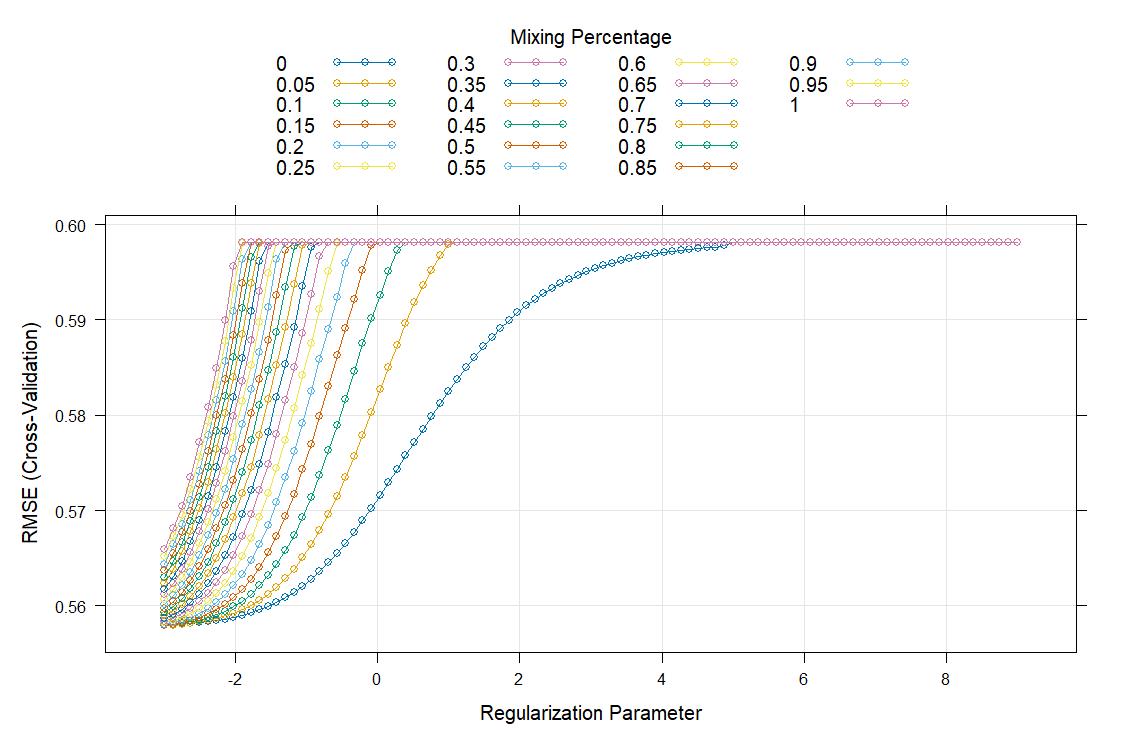 Mixing Percentage
0 0.3 0.6 0.9
0.05 0.35 0.65 0.95
0.1 0.4 0.7 1
0.15 0.45 0.75
0.2 0.5 0.8
0.25 0.55 0.85
0.60
0.59
0.58
0.57
0.56
RMSE (Cross-Validation)
-2 0 2 4 6 8
Regularization Parameter